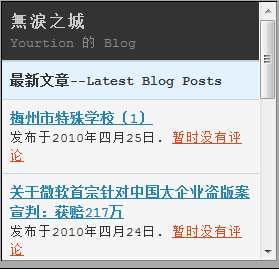 無浪之城
Yourtion 的 Blog
最新文章--Latest Blog Posts
梅州市特殊学校〔1〕
发布于2010年四月25日. 暂时没有评
论
关于微软首宗针对中国大企业盗版案
宣判：获赔217万
发布于2010年四月24日. 暂时没有评
论